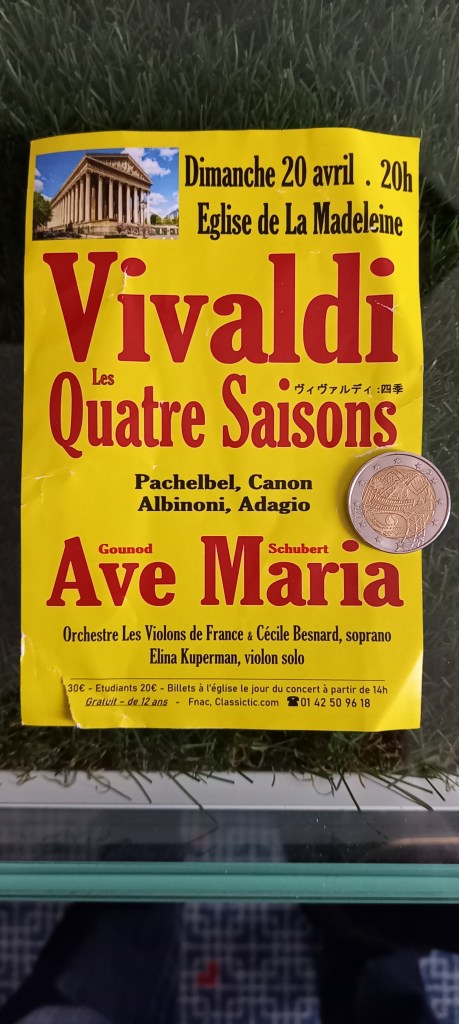 Dimanche 20 avril . 20h
Eglise de La Madeleine
Vivaldi
Les
ヴィヴァルディ :四季
Quatre Saisons
Pachelbel, Canon
Albinoni, Adagio
Gounod Schubert
Ave Maria
Orchestre Les Violons de France & Cécile Besnard, soprano
Elina Kuperman, violon solo
30€ - Etudiants 20€ - Billets à l'église le jour du concert à partir de 14h
Gratuit - de 12 ans - Fnac, Classictic.com ☎01 42 50 96 18